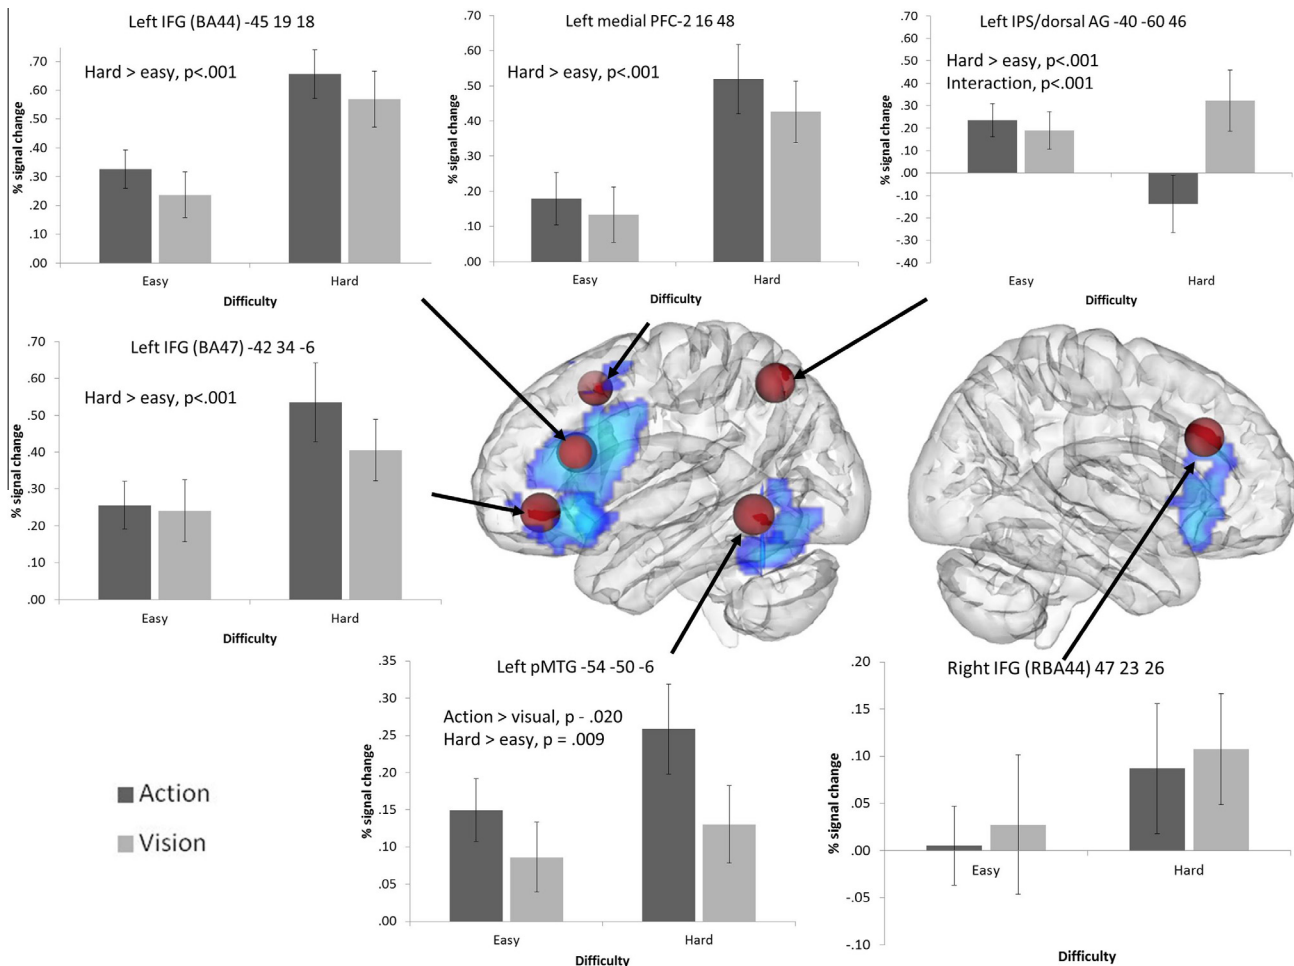 Left IFG (BA44) -45 19 18
Hard > easy, p<.001
% signal change
.70
.60
.50
.40
.30
.20
.10
.00
Easy
Hard
Difficulty
Left medial PFC-2 16 48
Hard > easy, p<.001
% signal change
.70
.60
.50
.40
.30
.20
.10
.00
Easy
Hard
Difficulty
Left IPS/dorsal AG -40 -60 46
Hard > easy, p<.001
Interaction, p<.001
% signal change
.70
.60
.50
.40
.30
.20
.10
.00
-.10
-.20
-.30
-.40
Easy
Hard
Difficulty
Left IFG (BA47) -42 34 -6
Hard > easy, p<.001
% signal change
.70
.60
.50
.40
.30
.20
.10
.00
Easy
Hard
Difficulty
Left pMTG -54 -50 -6
Action > visual, p - .020
Hard > easy, p = .009
% signal change
.35
.30
.25
.20
.15
.10
.05
.00
Easy
Hard
Difficulty
Right IFG (RBA44) 47 23 26
% signal change
.20
.15
.10
.05
.00
-.05
-.10
Easy
Hard
Difficulty
Action
Vision